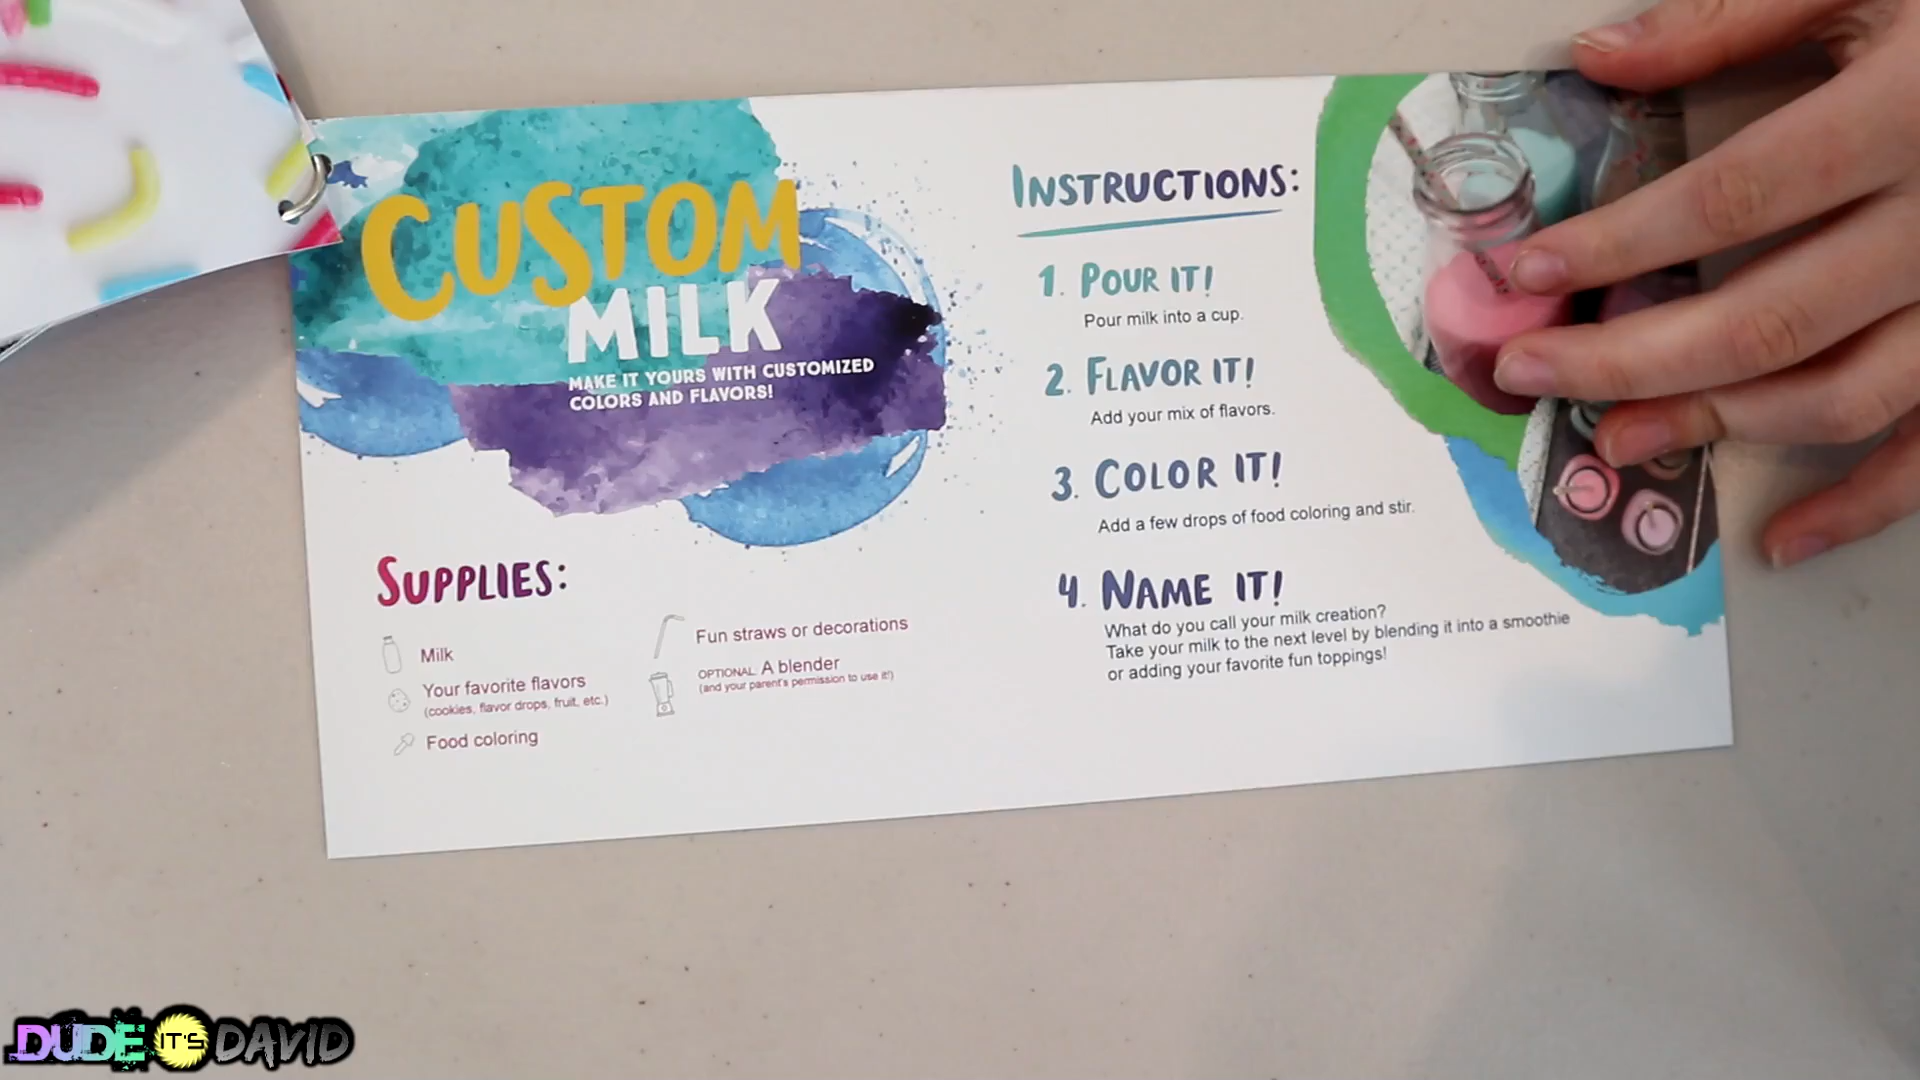 CUSTOM
MILK
MAKE IT YOURS WITH CUSTOMIZED
COLORS AND FLAVORS!
SUPPLIES:
Milk
Your favorite flavors
(cookies, flavor drops, fruit, etc.)
Food coloring
Fun straws or decorations
OPTIONAL: A blender
(and your parent's permission to use it!)
INSTRUCTIONS:
1. POUR IT!
Pour milk into a cup.
2. FLAVOR IT!
Add your mix of flavors.
3. COLOR IT!
Add a few drops of food coloring and stir.
4. NAME IT!
What do you call your milk creation?
Take your milk to the next level by blending it into a smoothie
or adding your favorite fun toppings!
DUDE IT'S DAVID